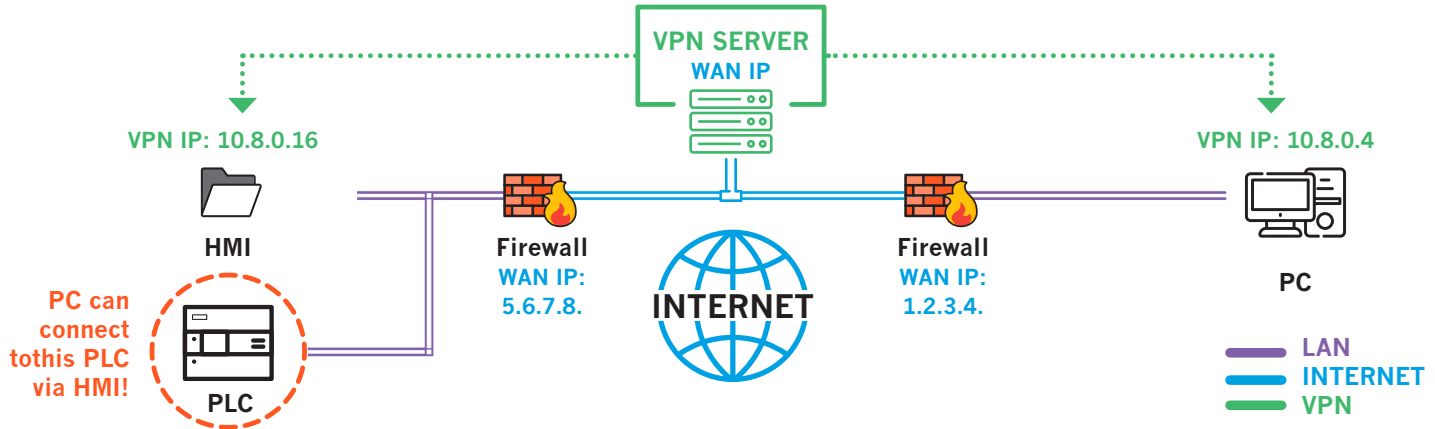 VPN SERVER
WAN IP
VPN IP: 10.8.0.16
VPN IP: 10.8.0.4
HMI
Firewall
WAN IP:
5.6.7.8.
INTERNET
Firewall
WAN IP:
1.2.3.4.
PC
PC can
connect
tothis PLC
via HMI!
PLC
LAN
INTERNET
VPN